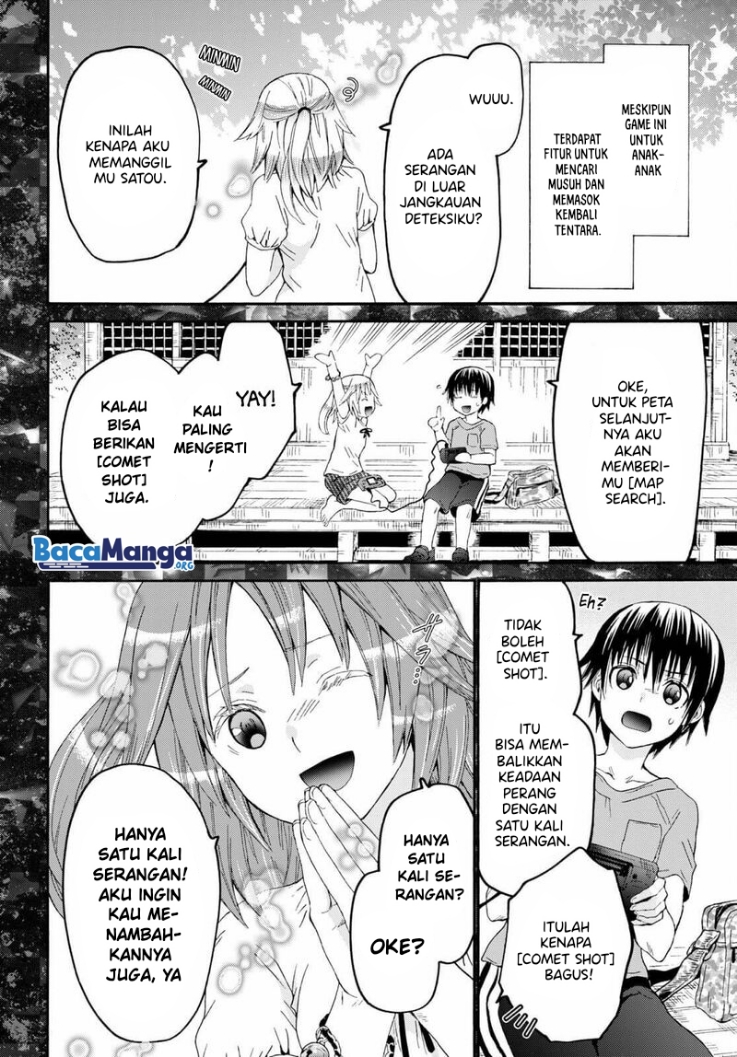 MESKIPUN
GAME INI
UNTUK
ANAK-
ANAK
TERDAPAT
FITUR UNTUK
MENCARI
MUSUH DAN
MEMASOK
KEMBALI
TENTARA.
WUUU.
ADA
SERANGAN
DI LUAR
JANGKAUAN
DETEKSIKU?
MINMIN
MINMIN
INILAH
KENAPA AKU
MEMANGGIL
MU SATOU.
OKE,
UNTUK PETA
SELANJUT-
NYA AKU
AKAN
MEMBERI-
MU [MAP
SEARCH].
YAY!
KAU
PALING
MENGERTI
!
KALAU
BISA
BERIKAN
[COMET
SHOT]
JUGA.
BacaManga
.ORG
Eh?
TIDAK
BOLEH
[COMET
SHOT].
ITU
BISA MEM-
BALIKKAN
KEADAAN
PERANG
DENGAN
SATU KALI
SERANGAN.
ITULAH
KENAPA
[COMET SHOT]
BAGUS!
サラ…
HANYA
SATU
KALI SE-
RANGAN?
OKE?
HANYA
SATU KALI
SERANGAN!
AKU INGIN
KAU ME-
NAMBAH-
KANNYA
JUGA, YA